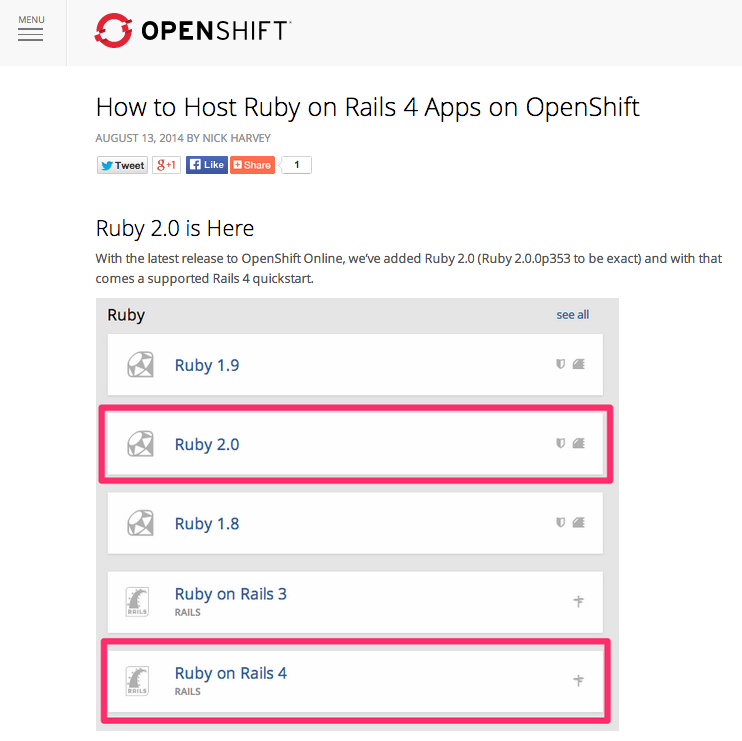 MENU
OPENSHIFT
How to Host Ruby on Rails 4 Apps on OpenShift
AUGUST 13, 2014 BY NICK HARVEY
Tweet g+1 Like Share 1
Ruby 2.0 is Here
With the latest release to OpenShift Online, we've added Ruby 2.0 (Ruby 2.0.0p353 to be exact) and with that
comes a supported Rails 4 quickstart.
Ruby see all
Ruby 1.9
Ruby 2.0
Ruby 1.8
Ruby on Rails 3
RAILS
RAILS
Ruby on Rails 4
RAILS
RAILS